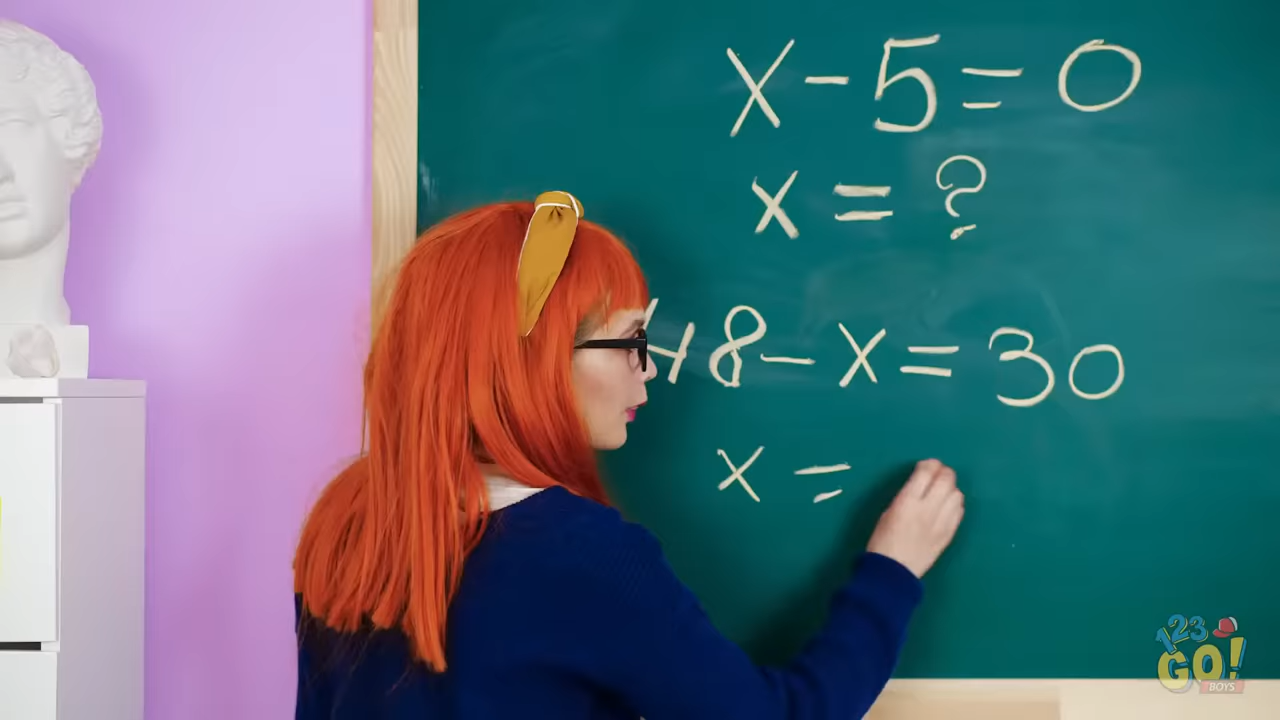 x - 5 = 0
x = ?
48 - x = 30
x =
123
GO!
BOYS